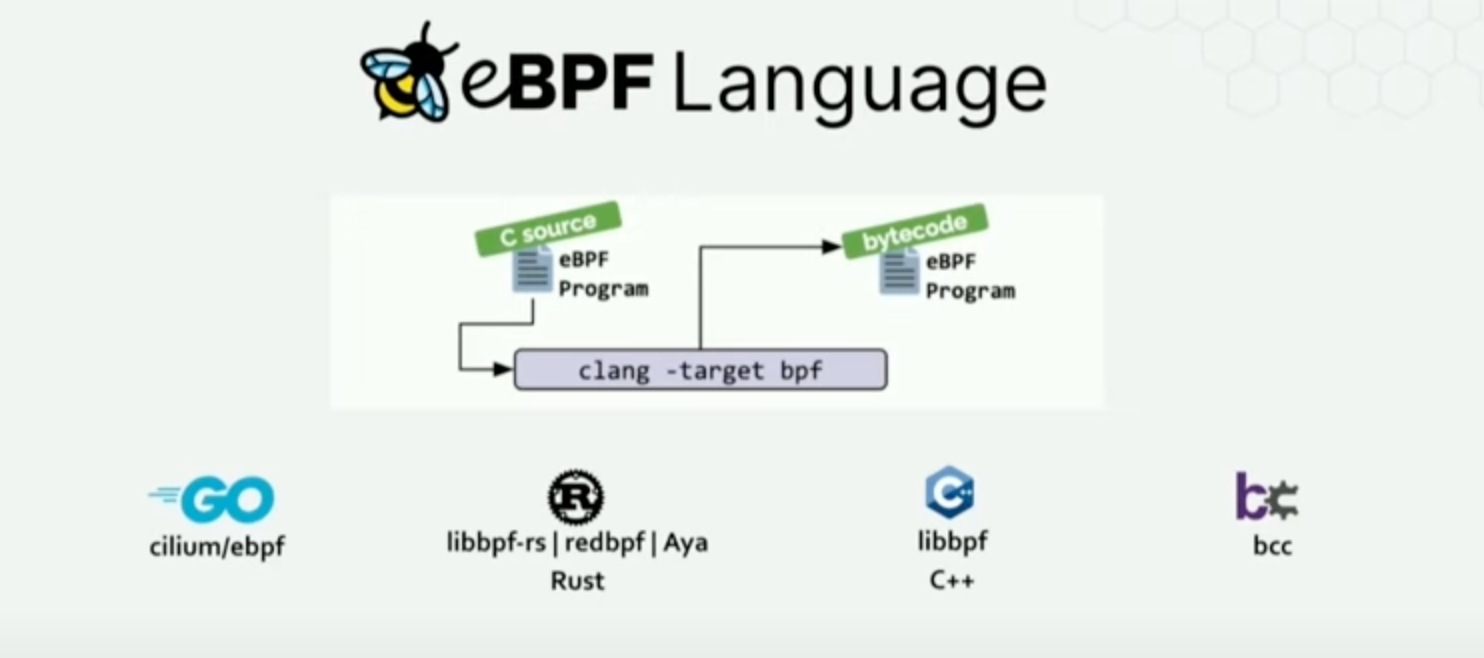 eBPF Language
C source
eBPF
Program
bytecode
eBPF
Program
clang -target bpf
GO
cilium/ebpf
R
libbpf-rs | redbpf | Aya
Rust
C++
libbpf
C++
bc
bcc